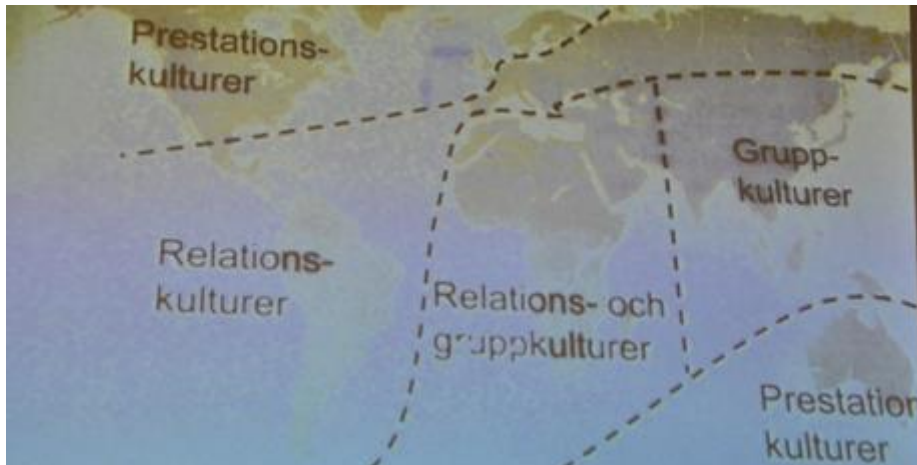 Prestations-
kulturer
Grupp-
kulturer
Relations-
kulturer
Relations- och
gruppkulturer
Prestation
kulturer